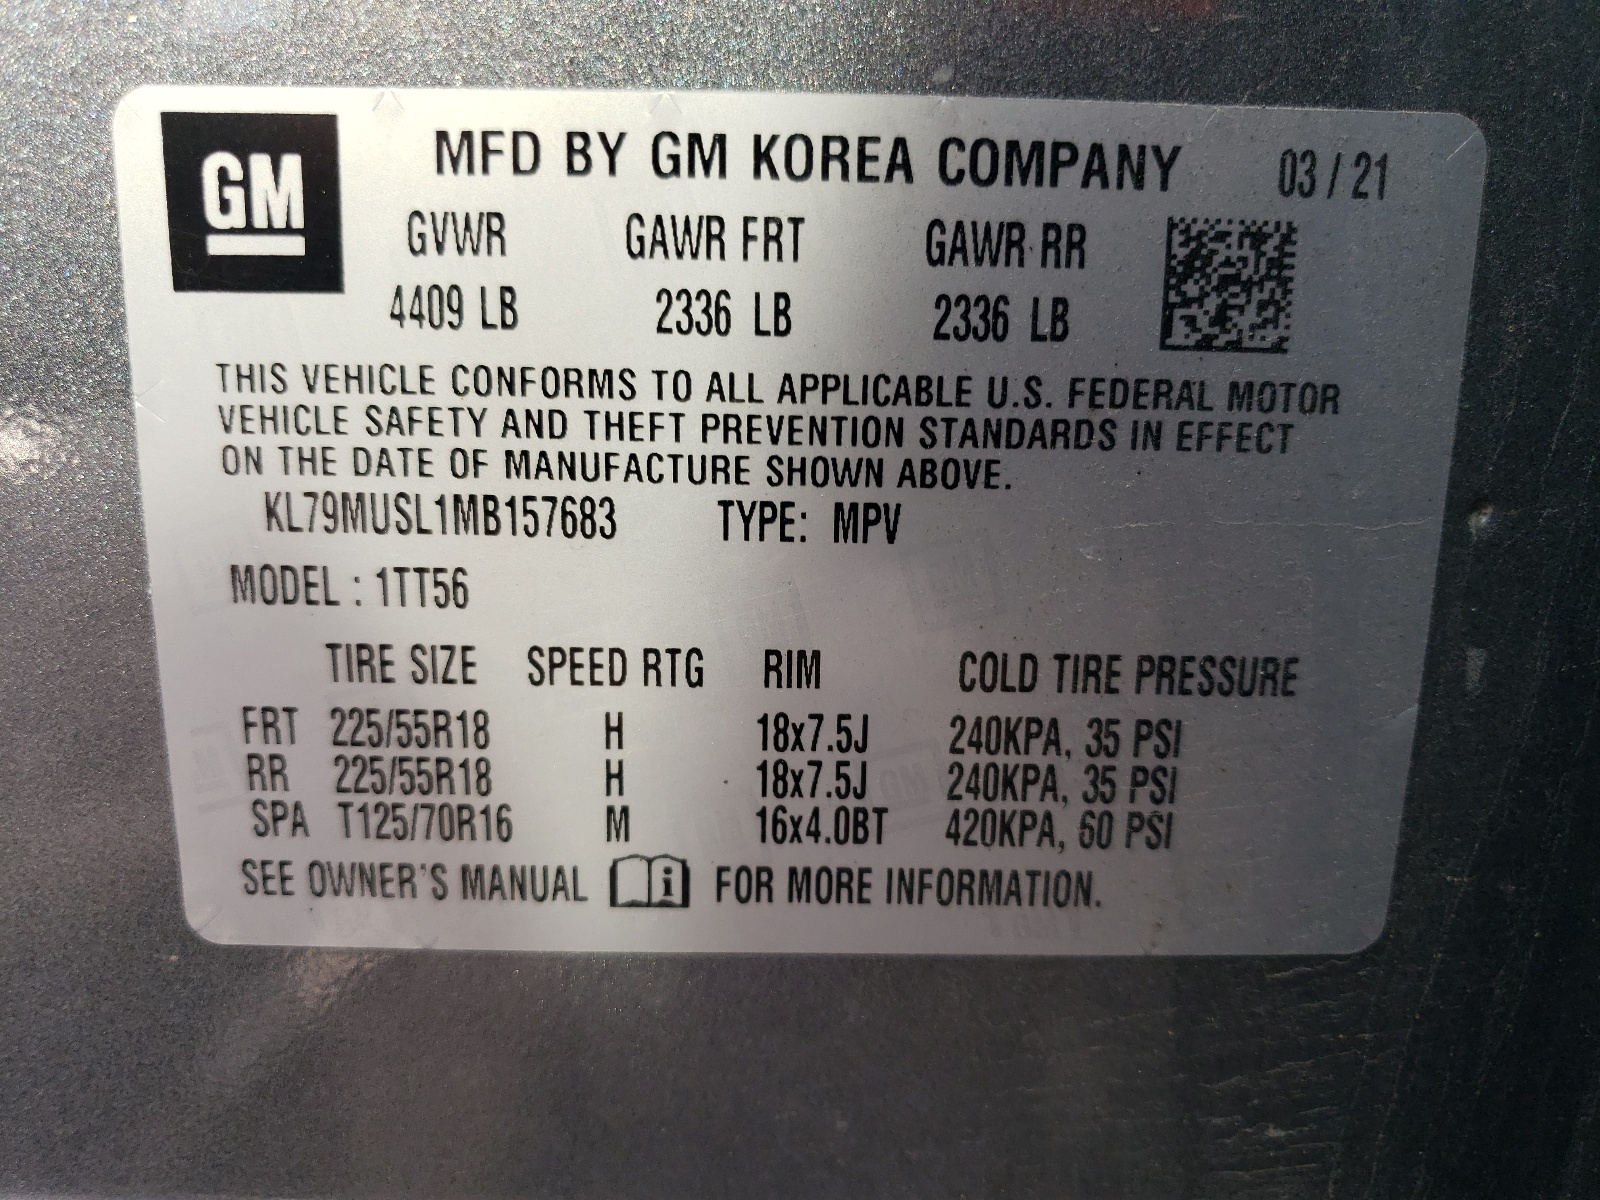 GM
MFD BY GM KOREA COMPANY 03 / 21
GVWR GAWR FRT GAWR RR
4409 LB 2336 LB 2336 LB
THIS VEHICLE CONFORMS TO ALL APPLICABLE U.S. FEDERAL MOTOR
VEHICLE SAFETY AND THEFT PREVENTION STANDARDS IN EFFECT
ON THE DATE OF MANUFACTURE SHOWN ABOVE.
KL79MUSL1MB157683 TYPE: MPV
MODEL : 1TT56
TIRE SIZE SPEED RTG RIM COLD TIRE PRESSURE
FRT 225/55R18 H 18x7.5J 240KPA, 35 PSI
RR 225/55R18 H 18x7.5J 240KPA, 35 PSI
SPA T125/70R16 M 16x4.0BT 420KPA, 60 PSI
SEE OWNER'S MANUAL i FOR MORE INFORMATION.